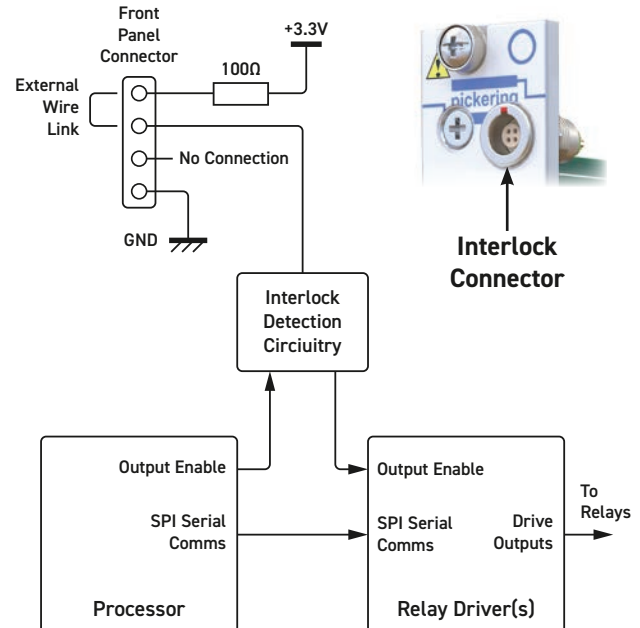 Front
Panel
Connector
+3.3V
100Ω
External
Wire
Link
No Connection
GND
pickering
Interlock
Connector
Interlock
Detection
Circiuitry
Output Enable
SPI Serial
Comms
Processor
Output Enable
SPI Serial
Comms
Drive
Outputs
Relay Driver(s)
To
Relays